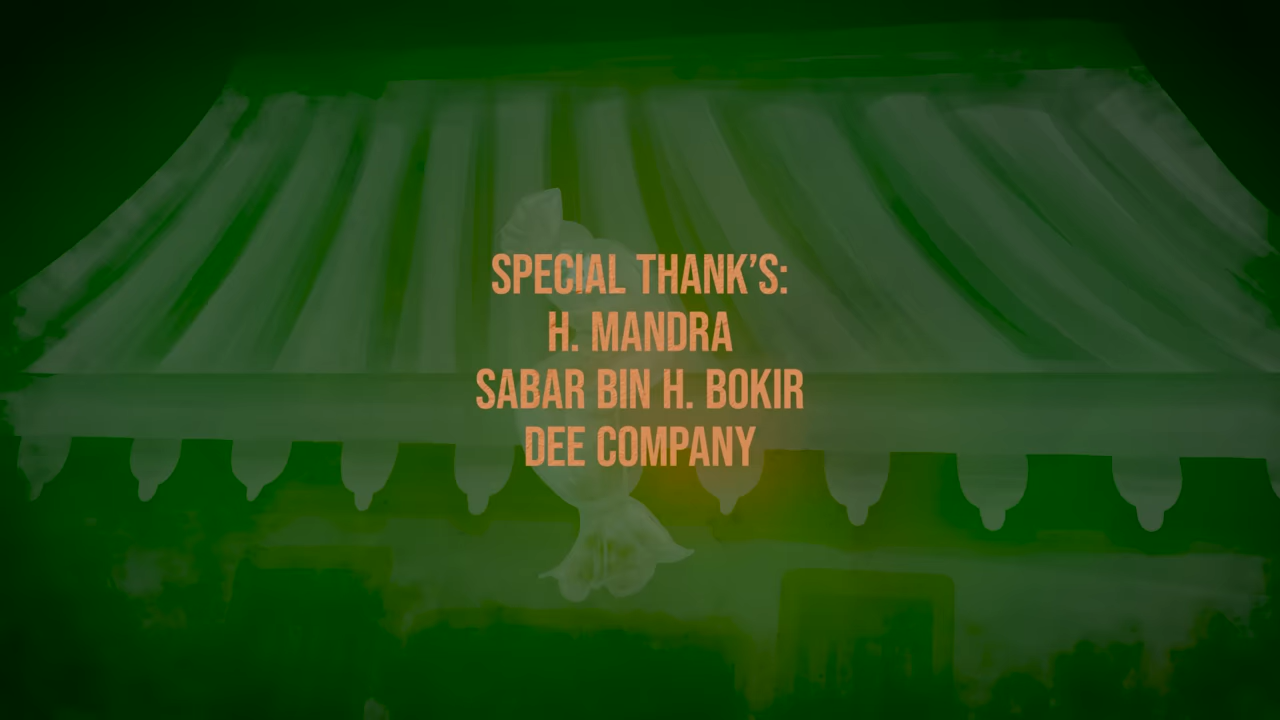 SPECIAL THANK’S:
H. MANDRA
SABAR BIN H. BOKIR
DEE COMPANY